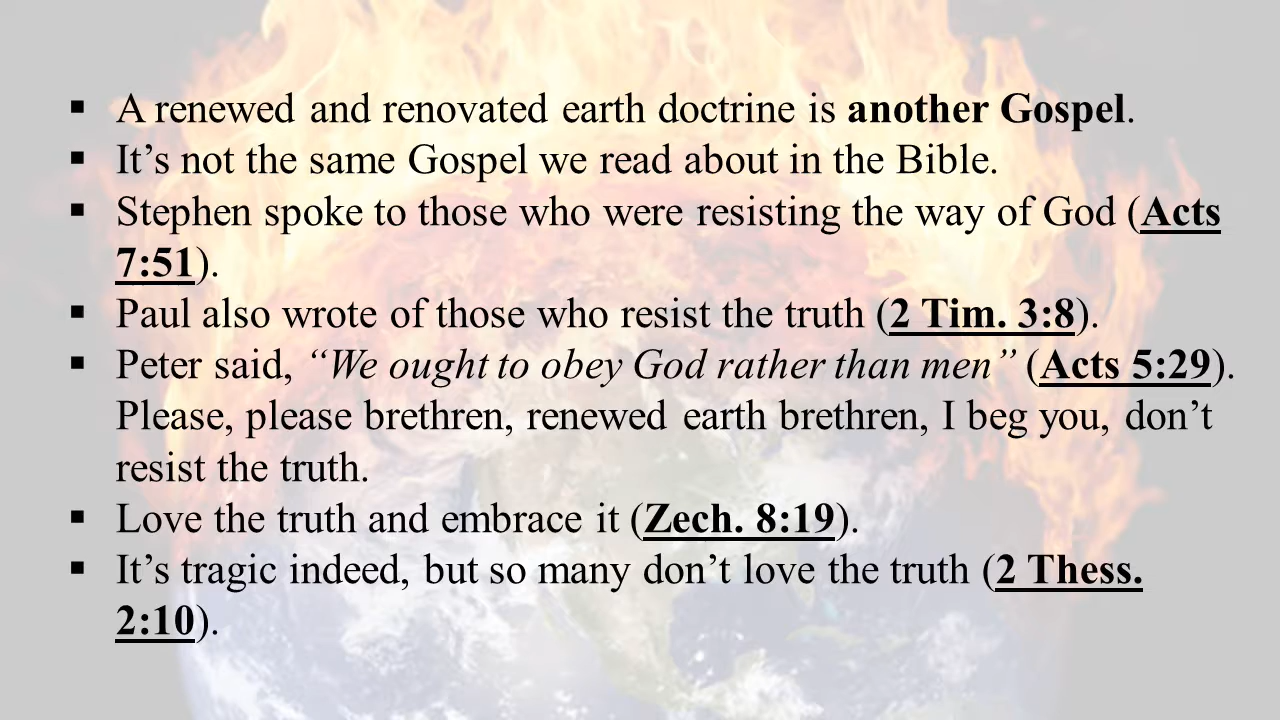 ▪ A renewed and renovated earth doctrine is another Gospel.
▪ It’s not the same Gospel we read about in the Bible.
▪ Stephen spoke to those who were resisting the way of God (Acts
7:51).
▪ Paul also wrote of those who resist the truth (2 Tim. 3:8).
▪ Peter said, “We ought to obey God rather than men” (Acts 5:29).
Please, please brethren, renewed earth brethren, I beg you, don’t
resist the truth.
▪ Love the truth and embrace it (Zech. 8:19).
▪ It’s tragic indeed, but so many don’t love the truth (2 Thess.
2:10).